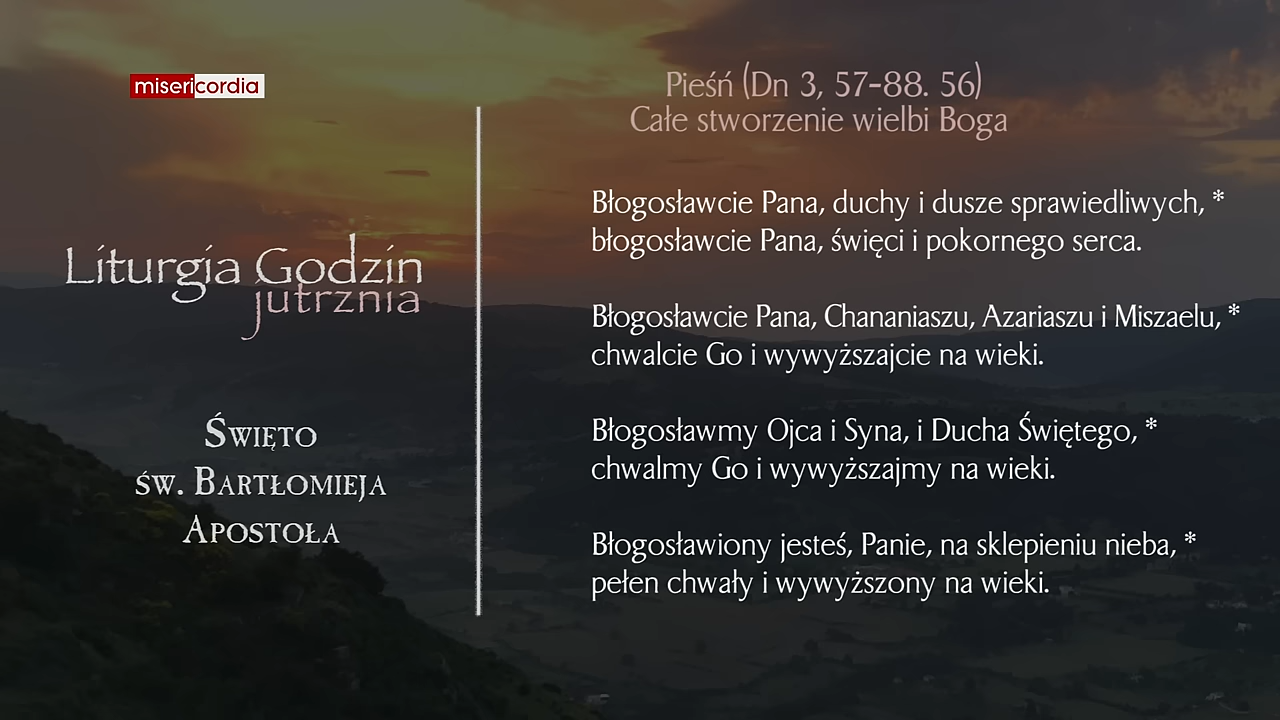 misericordia
Liturgia Godzin
jutrznia
Święto
św. Bartłomieja
Apostoła
Pieśń (Dn 3, 57-88. 56)
Całe stworzenie wielbi Boga
Błogosławcie Pana, duchy i dusze sprawiedliwych, *
błogosławcie Pana, święci i pokornego serca.
Błogosławcie Pana, Chananiaszu, Azariaszu i Miszaelu, *
chwalcie Go i wywyższajcie na wieki.
Błogosławmy Ojca i Syna, i Ducha Świętego, *
chwalmy Go i wywyższajmy na wieki.
Błogosławiony jesteś, Panie, na sklepieniu nieba, *
pełen chwały i wywyższony na wieki.